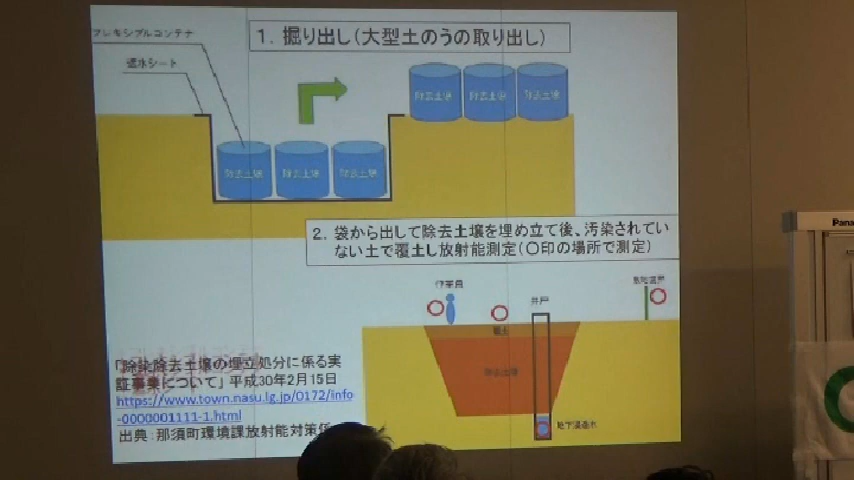 フレキシブルコンテナ
遮水シート
1. 掘り出し(大型土のうの取り出し)
除去土壌
除去土壌
除去土壌
除去土壌
除去土壌
除去土壌
2. 袋から出して除去土壌を埋め立て後、汚染されてい
ない土で覆土し放射能測定(〇印の場所で測定)
作業員
井戸
敷地境界
覆土
除去土壌
地下浸透水
「除染除去土壌の埋立処分に係る実
証事業について」平成30年2月15日
https://www.town.nasu.lg.jp/0172/info
-0000001111-1.html
出典：那須町環境課放射能対策係
Pana